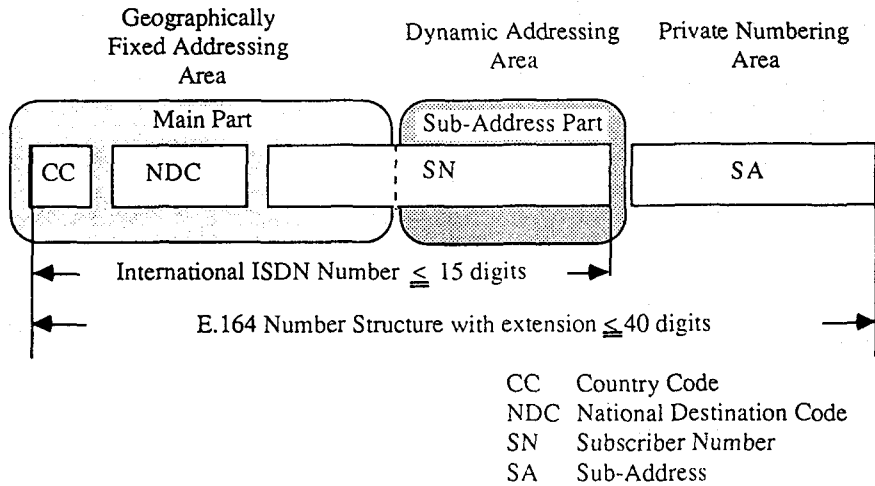 Geographically
Fixed Addressing
Area
Dynamic Addressing
Area
Private Numbering
Area
Main Part
Sub-Address Part
CC
NDC
SN
SA
International ISDN Number ≦ 15 digits
E.164 Number Structure with extension ≦40 digits
CC Country Code
NDC National Destination Code
SN Subscriber Number
SA Sub-Address